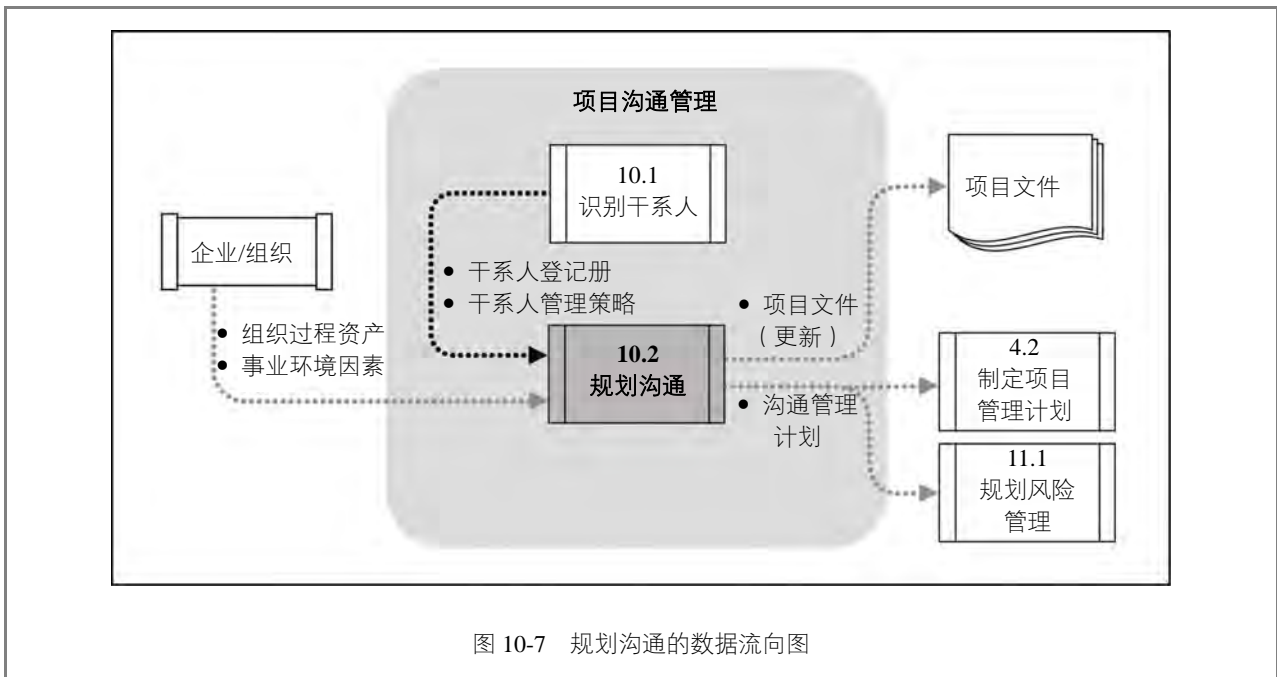 项目沟通管理
10.1
识别干系人
项目文件
企业/组织
● 干系人登记册
● 干系人管理策略
● 组织过程资产
● 事业环境因素
10.2
规划沟通
● 项目文件
（更新）
● 沟通管理
计划
4.2
制定项目
管理计划
11.1
规划风险
管理
图 10-7 规划沟通的数据流向图